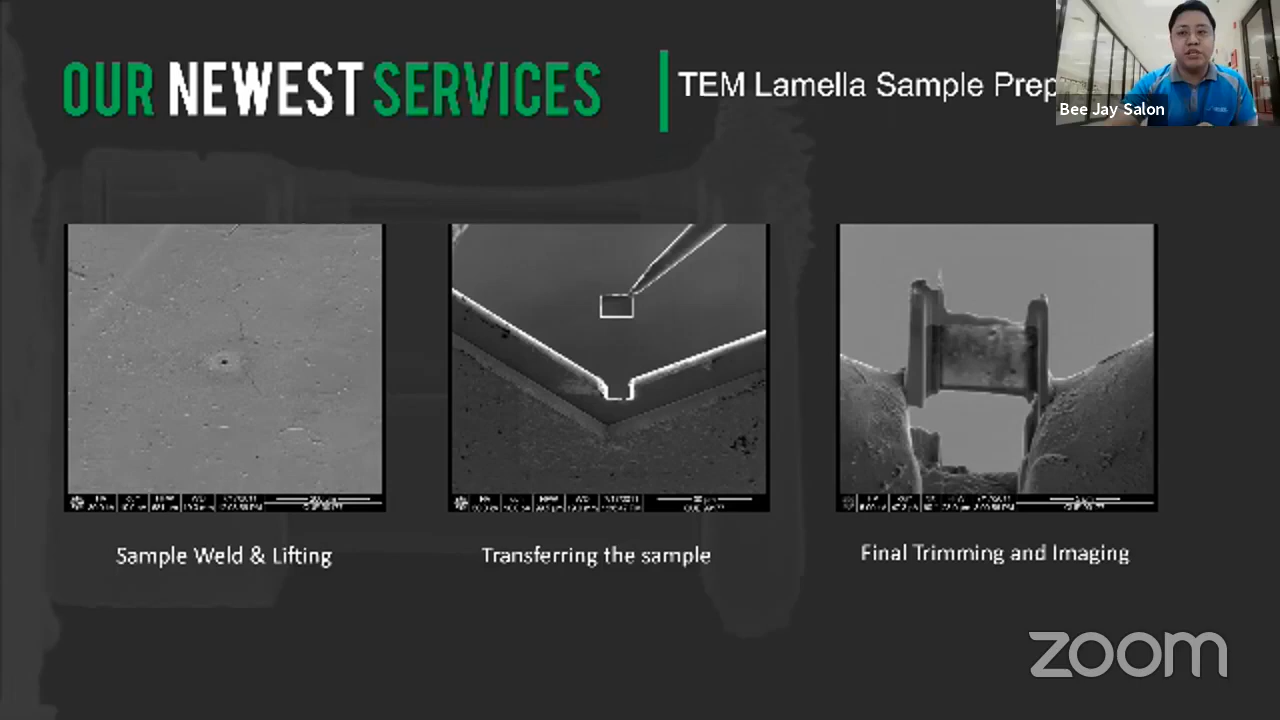 OUR NEWEST SERVICES
TEM Lamella Sample Prep
Bee Jay Salon
Sample Weld & Lifting
Transferring the sample
Final Trimming and Imaging
zoom